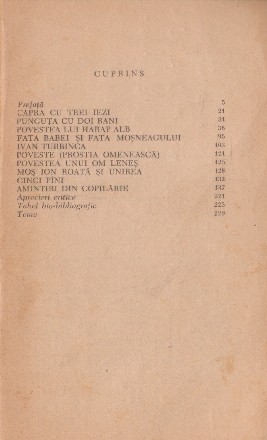 CUPRINS
Prefață 5
CAPRA CU TREI IEZI 21
PUNGUȚA CU DOI BANI 31
POVESTEA LUI HARAP ALB 36
FATA BABEI ȘI FATA MOȘNEAGULUI 95
IVAN TURBINCA 103
POVESTE (PROSTIA OMENEASCĂ) 121
POVESTEA UNUI OM LENEȘ 125
MOȘ ION ROATĂ ȘI UNIREA 128
CINCI PÎNI 133
AMINTIRI DIN COPILĂRIE 137
Aprecieri critice 221
Tabel bio-bibliografic 225
Teme 229